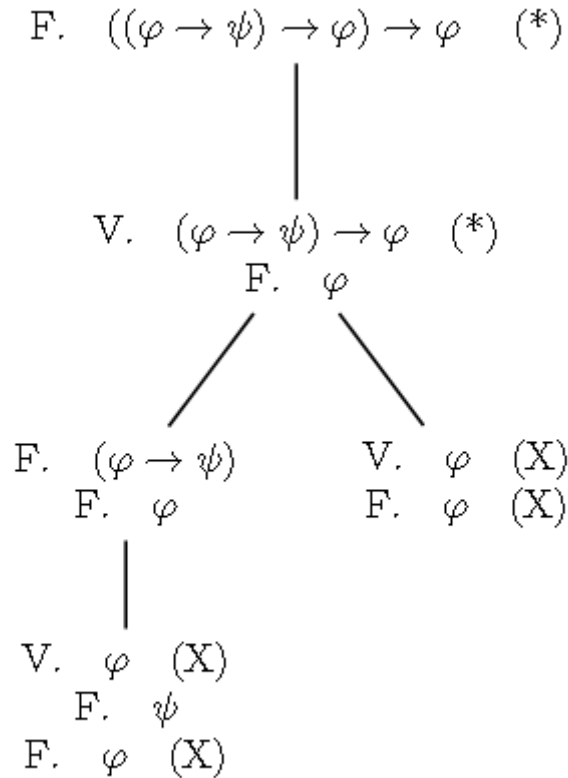 F. ((φ → ψ) → φ) → φ (*)
V. (φ → ψ) → φ (*)
F. φ
F. (φ → ψ)
F. φ
V. φ (X)
F. φ (X)
V. φ (X)
F. ψ
F. φ (X)